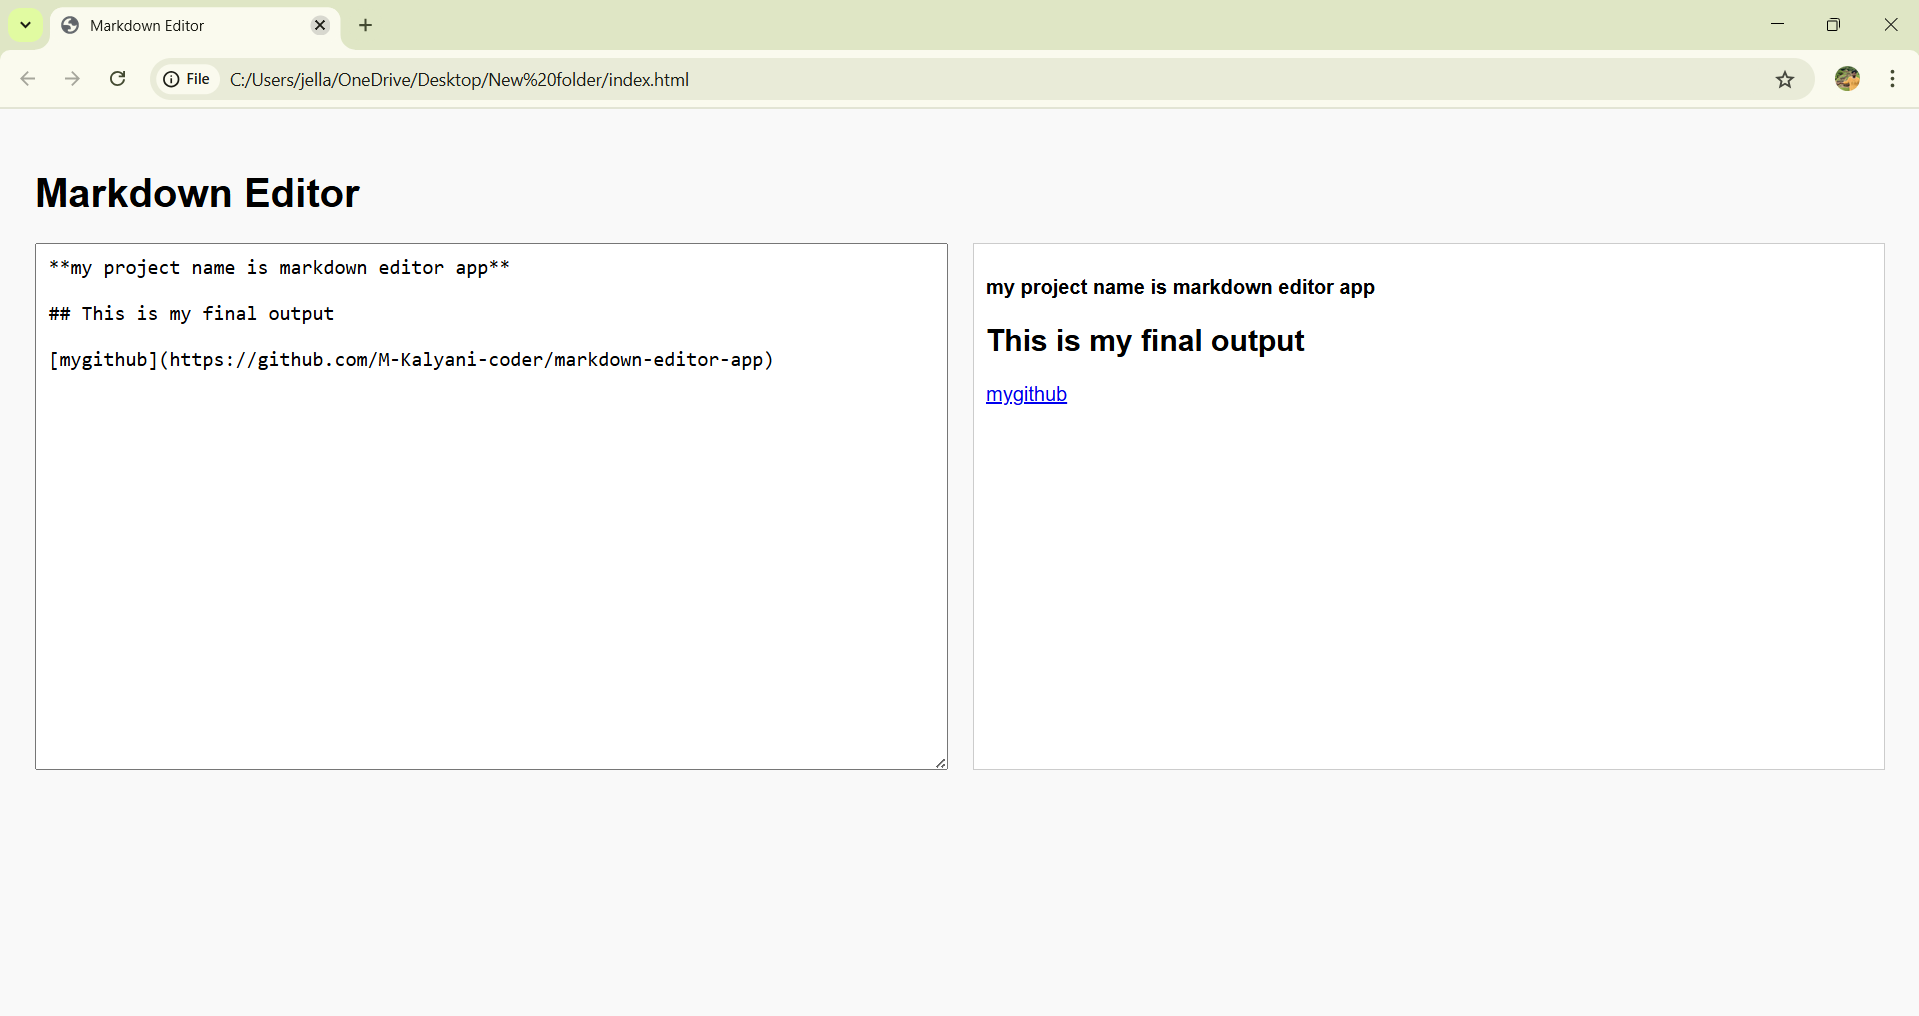 Markdown Editor
File C:/Users/jella/OneDrive/Desktop/New%20folder/index.html
Markdown Editor
**my project name is markdown editor app**
## This is my final output
[mygithub](https://github.com/M-Kalyani-coder/markdown-editor-app)
my project name is markdown editor app
This is my final output
mygithub